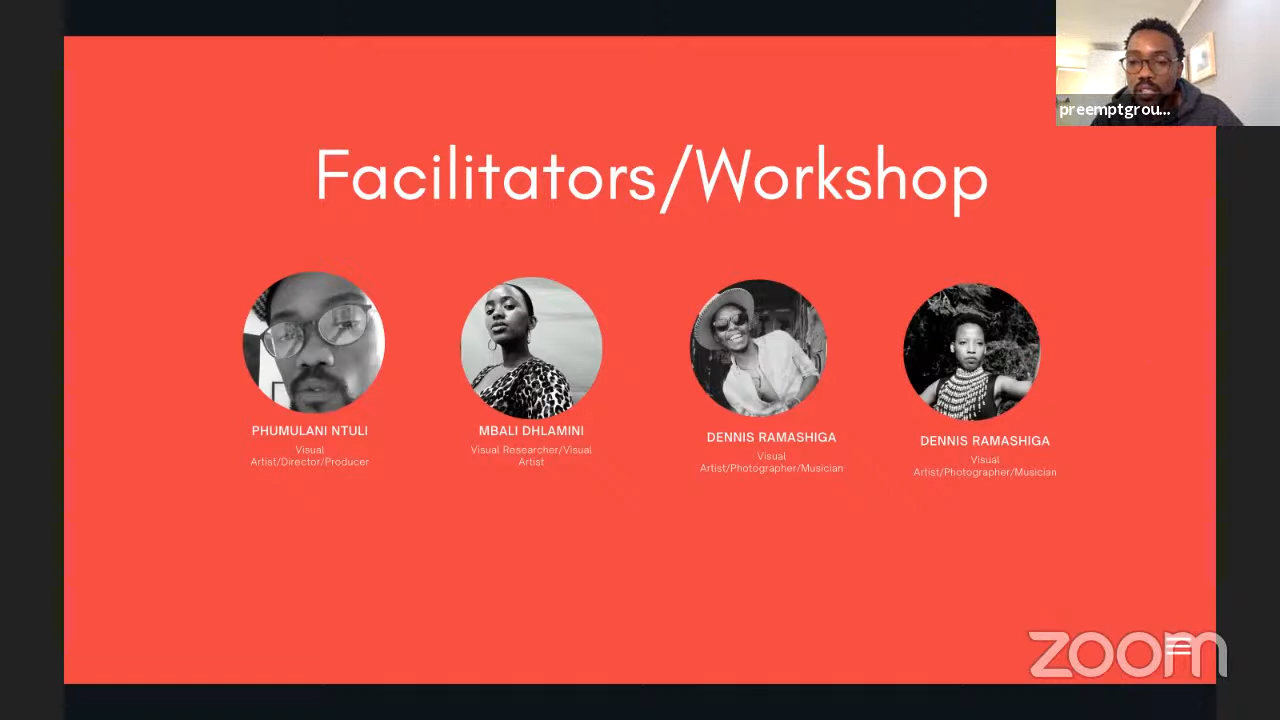 preemptgrou...
Facilitators/Workshop
PHUMULANI NTULI
Visual
Artist/Director/Producer
MBALI DHLAMINI
Visual Researcher/Visual
Artist
DENNIS RAMASHIGA
Visual
Artist/Photographer/Musician
DENNIS RAMASHIGA
Visual
Artist/Photographer/Musician
zoom